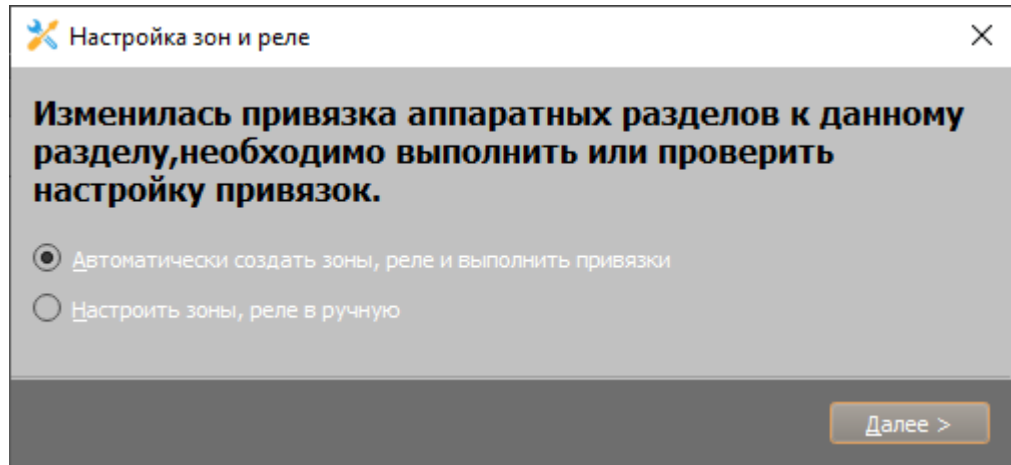 Настройка зон и реле
Изменилась привязка аппаратных разделов к данному
разделу,необходимо выполнить или проверить
настройку привязок.
Автоматически создать зоны, реле и выполнить привязки
Настроить зоны, реле в ручную
Далее >